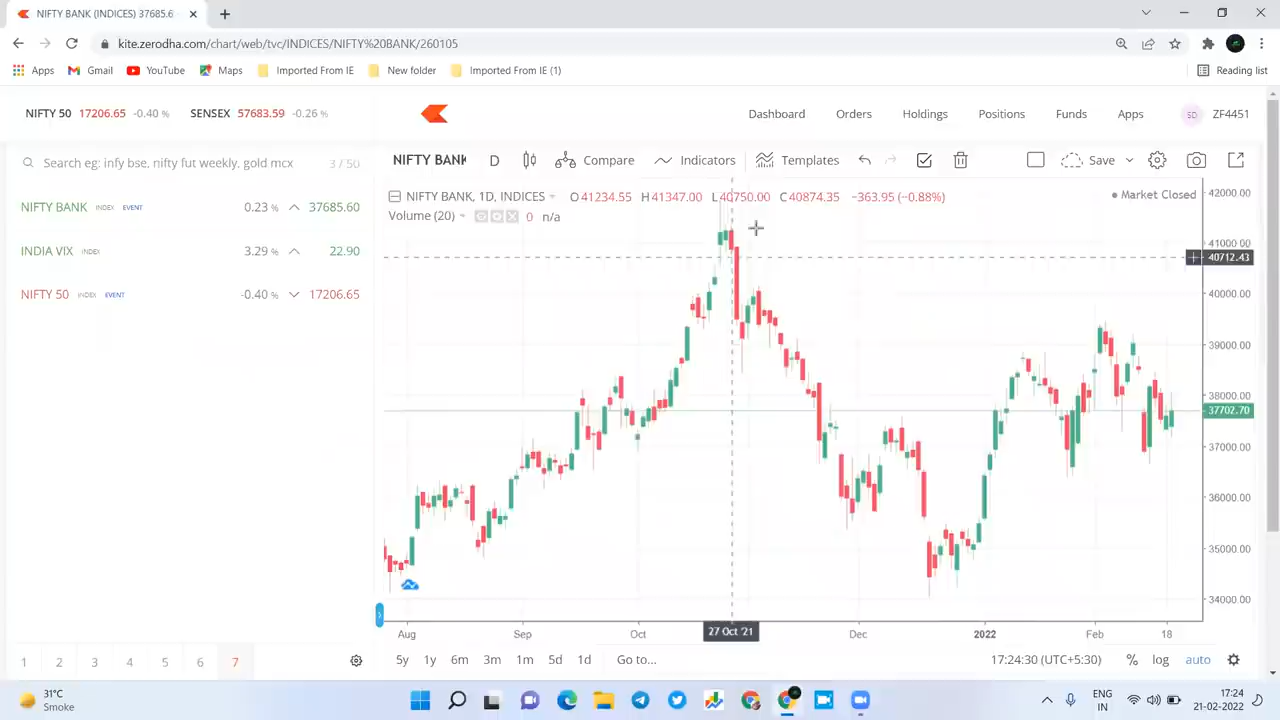 NIFTY BANK (INDICES) 37685.6
kite.zerodha.com/chart/web/tvc/INDICES/NIFTY%20BANK/260105
Apps Gmail YouTube Maps Imported From IE New folder Imported From IE (1) Reading list
NIFTY 50 17206.65 -0.40 % SENSEX 57683.59 -0.26 %
Dashboard Orders Holdings Positions Funds Apps SD ZF4451
Search eg: infy bse, nifty fut weekly, gold mcx 3 / 50
NIFTY BANK D Compare Indicators Templates Save
NIFTY BANK, 1D, INDICES O41234.55 H41347.00 L40750.00 C40874.35 −363.95 (−0.88%)
Market Closed
Volume (20) 0 n/a
NIFTY BANK INDEX EVENT 0.23 % 37685.60
INDIA VIX INDEX 3.29 % 22.90
NIFTY 50 INDEX EVENT -0.40 % 17206.65
42000.00
41000.00
40712.43
40000.00
39000.00
38000.00
37702.70
37000.00
36000.00
35000.00
34000.00
Aug Sep Oct 27 Oct '21 Dec 2022 Feb 18
1 2 3 4 5 6 7
5y 1y 6m 3m 1m 5d 1d Go to... 17:24:30 (UTC+5:30) % log auto
31°C
Smoke
ENG
IN
17:24
21-02-2022